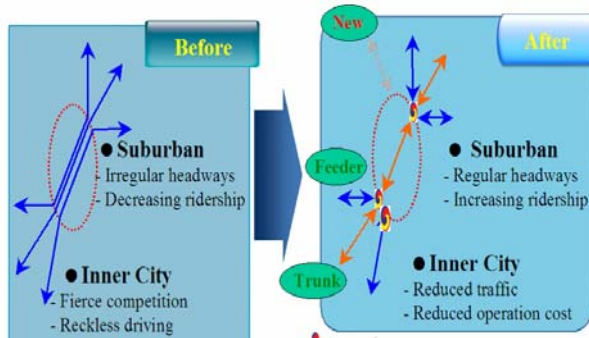 Before
● Suburban
- Irregular headways
- Decreasing ridership
● Inner City
- Fierce competition
- Reckless driving
New
After
Feeder
● Suburban
- Regular headways
- Increasing ridership
Trunk
● Inner City
- Reduced traffic
- Reduced operation cost